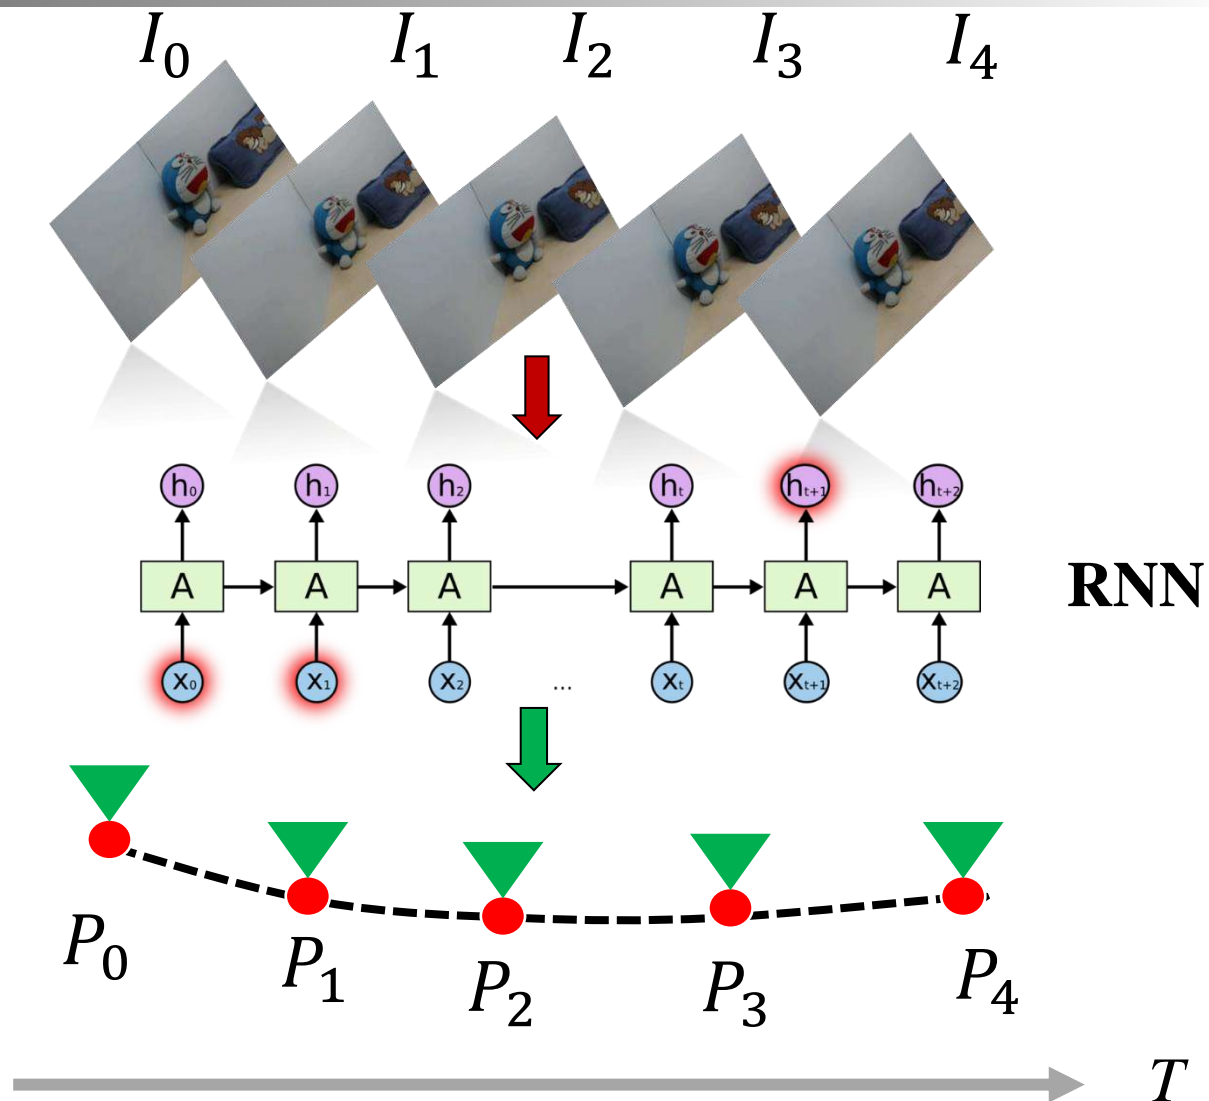 I₀ I₁ I₂ I₃ I₄
h₀ h₁ h₂ hₜ hₜ₊₁ hₜ₊₂
A A A A A A
RNN
x₀ x₁ x₂ ... xₜ xₜ₊₁ xₜ₊₂
P₀ P₁ P₂ P₃ P₄
T